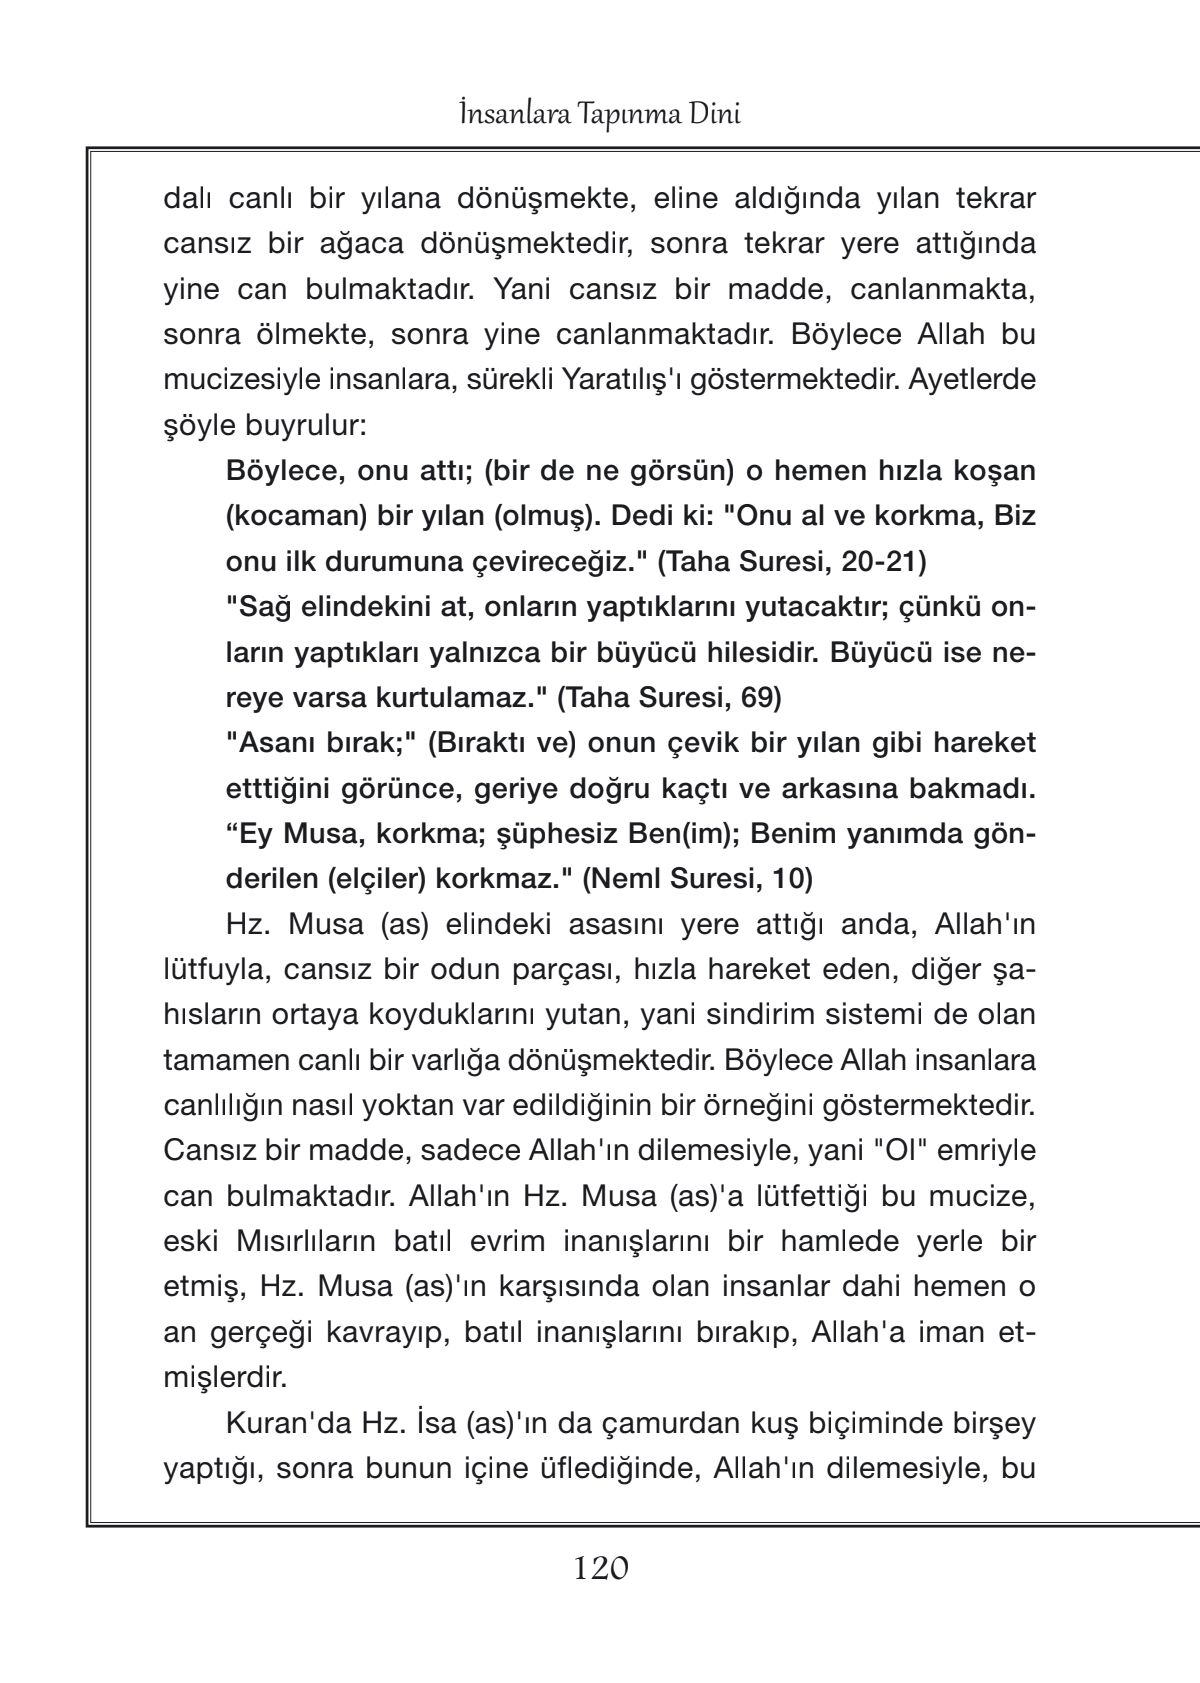 İnsanlara Tapınma Dini
dalı canlı bir yılana dönüşmekte, eline aldığında yılan tekrar
cansız bir ağaca dönüşmektedir, sonra tekrar yere attığında
yine can bulmaktadır. Yani cansız bir madde, canlanmakta,
sonra ölmekte, sonra yine canlanmaktadır. Böylece Allah bu
mucizesiyle insanlara, sürekli Yaratılış'ı göstermektedir. Ayetlerde
şöyle buyrulur:
Böylece, onu attı; (bir de ne görsün) o hemen hızla koşan
(kocaman) bir yılan (olmuş). Dedi ki: "Onu al ve korkma, Biz
onu ilk durumuna çevireceğiz." (Taha Suresi, 20-21)
"Sağ elindekini at, onların yaptıklarını yutacaktır; çünkü on-
ların yaptıkları yalnızca bir büyücü hilesidir. Büyücü ise ne-
reye varsa kurtulamaz." (Taha Suresi, 69)
"Asanı bırak;" (Bıraktı ve) onun çevik bir yılan gibi hareket
etttiğini görünce, geriye doğru kaçtı ve arkasına bakmadı.
“Ey Musa, korkma; şüphesiz Ben(im); Benim yanımda gön-
derilen (elçiler) korkmaz." (Neml Suresi, 10)
Hz. Musa (as) elindeki asasını yere attığı anda, Allah'ın
lütfuyla, cansız bir odun parçası, hızla hareket eden, diğer şa-
hısların ortaya koyduklarını yutan, yani sindirim sistemi de olan
tamamen canlı bir varlığa dönüşmektedir. Böylece Allah insanlara
canlılığın nasıl yoktan var edildiğinin bir örneğini göstermektedir.
Cansız bir madde, sadece Allah'ın dilemesiyle, yani "Ol" emriyle
can bulmaktadır. Allah'ın Hz. Musa (as)'a lütfettiği bu mucize,
eski Mısırlıların batıl evrim inanışlarını bir hamlede yerle bir
etmiş, Hz. Musa (as)'ın karşısında olan insanlar dahi hemen o
an gerçeği kavrayıp, batıl inanışlarını bırakıp, Allah'a iman et-
mişlerdir.
Kuran'da Hz. İsa (as)'ın da çamurdan kuş biçiminde birşey
yaptığı, sonra bunun içine üflediğinde, Allah'ın dilemesiyle, bu
120